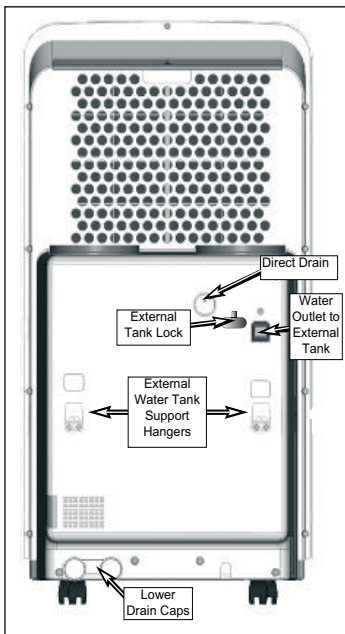 Direct Drain
External
Tank Lock
Water
Outlet to
External
Tank
External
Water Tank
Support
Hangers
Lower
Drain Caps